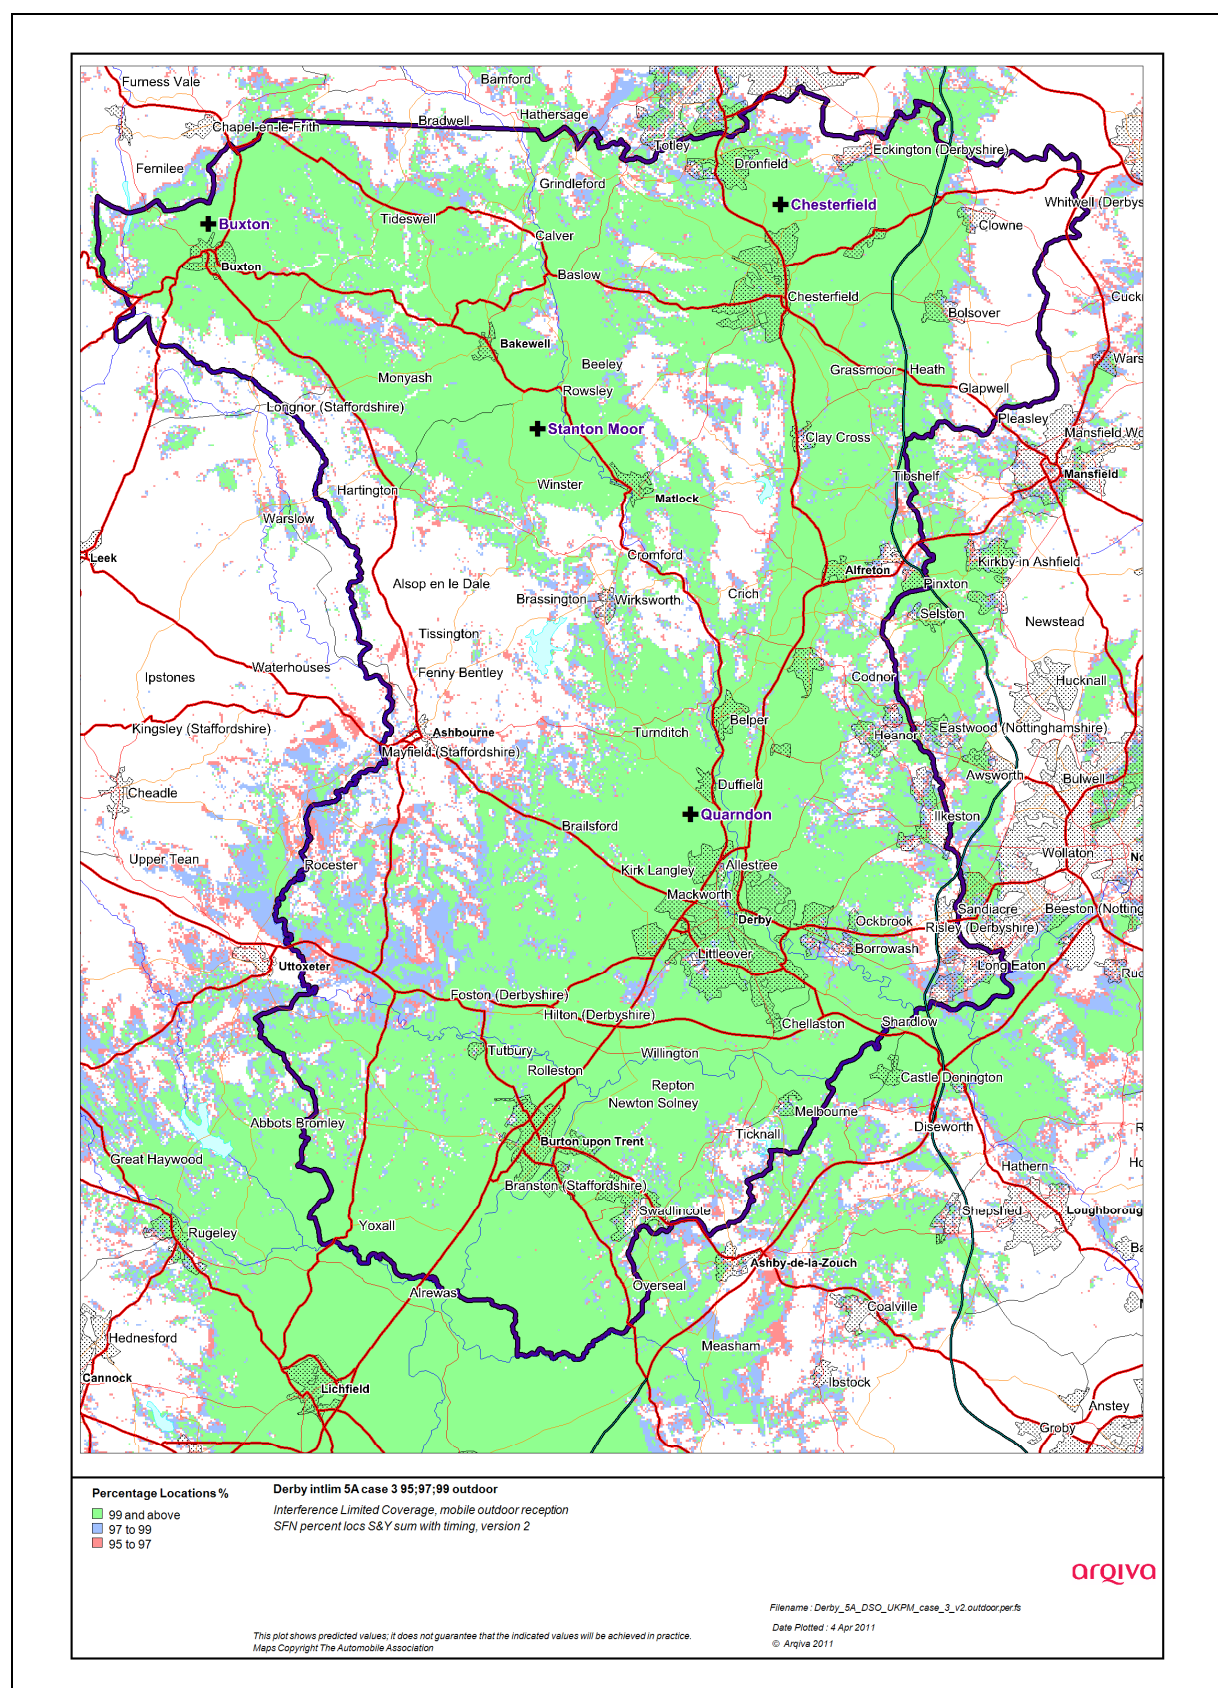 Furness Vale
Bamford
Hathersage
Bradwell
Chapel-en-le-Frith
Totley
Eckington (Derbyshire)
Dronfield
Fernilee
Grindleford
Whitwell (Derbys
Chesterfield
Tideswell
Buxton
Clowne
Calver
Buxton
Baslow
Chesterfield
Cuck
Bolsover
Bakewell
Wars
Beeley
Grassmoor
Heath
Monyash
Glapwell
Rowsley
Longnor (Staffordshire)
Pleasley
Stanton Moor
Mansfield Wo
Clay Cross
Mansfield
Tibshelf
Winster
Hartington
Matlock
Warslow
Leek
Cromford
Kirkby in Ashfield
Alfreton
Alsop en le Dale
Pinxton
Crich
Brassington
Wirksworth
Selston
Newstead
Tissington
Waterhouses
Fenny Bentley
Ipstones
Codnor
Hucknall
Belper
Kingsley (Staffordshire)
Eastwood (Nottinghamshire)
Ashbourne
Turnditch
Heanor
Mayfield (Staffordshire)
Awsworth
Bulwell
Duffield
Cheadle
Quarndon
Ilkeston
Brailsford
Wollaton
No
Upper Tean
Rocester
Allestree
Kirk Langley
Mackworth
Sandiacre
Beeston (Notting
Derby
Ockbrook
Risley (Derbyshire)
Borrowash
Littleover
Uttoxeter
Long Eaton
Ruc
Foston (Derbyshire)
Hilton (Derbyshire)
Chellaston
Shardlow
Tutbury
Willington
Rolleston
Castle Donington
Repton
Newton Solney
Melbourne
Abbots Bromley
Diseworth
R
Ticknall
Burton upon Trent
Great Haywood
Hathern
Ho
Branston (Staffordshire)
Swadlincote
Shepshed
Loughboroug
Yoxall
Rugeley
Ba
Ashby-de-la-Zouch
Overseal
Alrewas
Coalville
Hednesford
Measham
Cannock
Ibstock
Lichfield
Anstey
Groby
Percentage Locations %
99 and above
97 to 99
95 to 97
Derby intlim 5A case 3 95;97;99 outdoor
Interference Limited Coverage, mobile outdoor reception
SFN percent locs S&Y sum with timing, version 2
arqiva
Filename : Derby_5A_DSO_UKPM_case_3_v2.outdoor.per.fs
Date Plotted : 4 Apr 2011
© Arqiva 2011
This plot shows predicted values; it does not guarantee that the indicated values will be achieved in practice.
Maps Copyright The Automobile Association